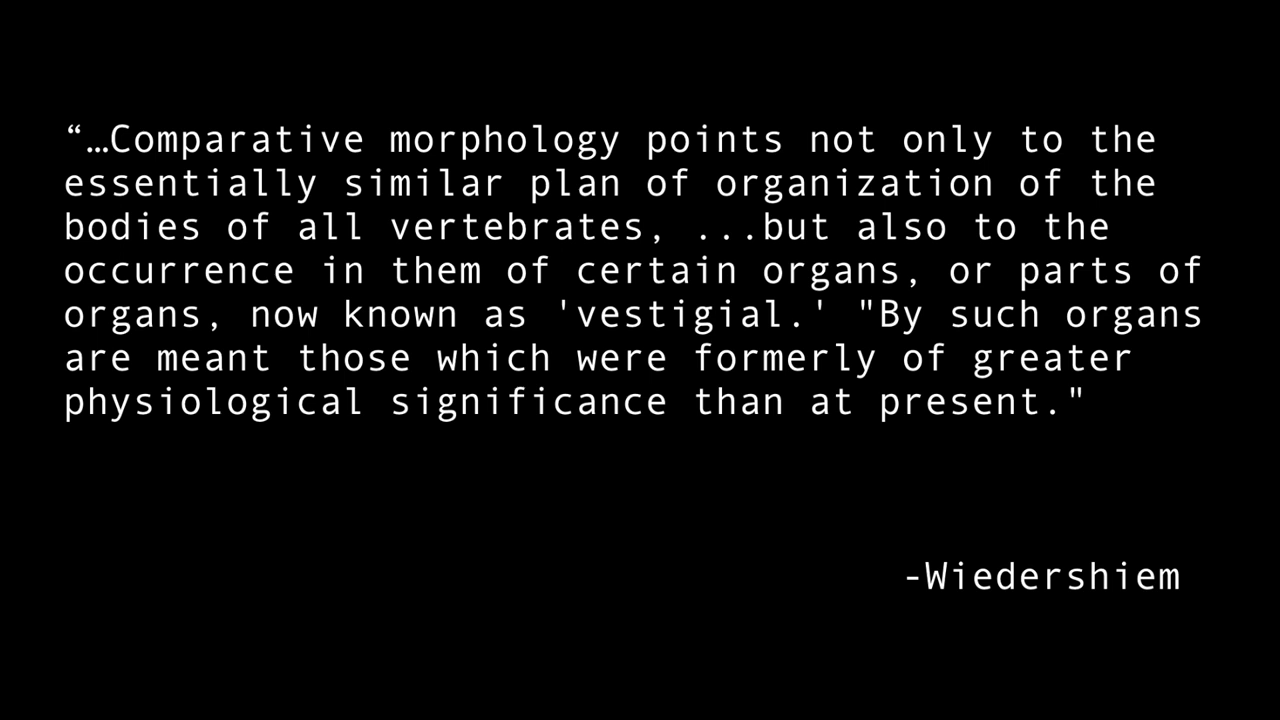 “…Comparative morphology points not only to the
essentially similar plan of organization of the
bodies of all vertebrates, ...but also to the
occurrence in them of certain organs, or parts of
organs, now known as 'vestigial.' "By such organs
are meant those which were formerly of greater
physiological significance than at present."
-Wiedershiem